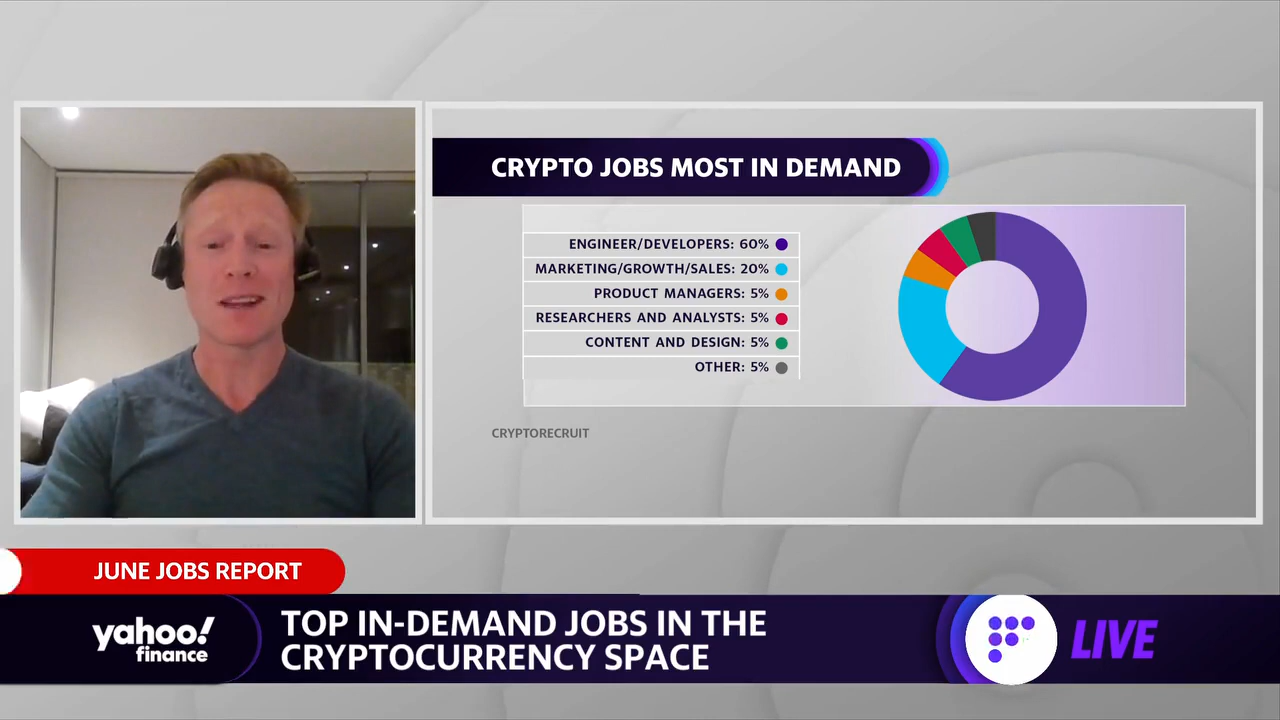 CRYPTO JOBS MOST IN DEMAND
ENGINEER/DEVELOPERS: 60%
MARKETING/GROWTH/SALES: 20%
PRODUCT MANAGERS: 5%
RESEARCHERS AND ANALYSTS: 5%
CONTENT AND DESIGN: 5%
OTHER: 5%
CRYPTORECRUIT
JUNE JOBS REPORT
yahoo!
finance
TOP IN-DEMAND JOBS IN THE
CRYPTOCURRENCY SPACE
LIVE